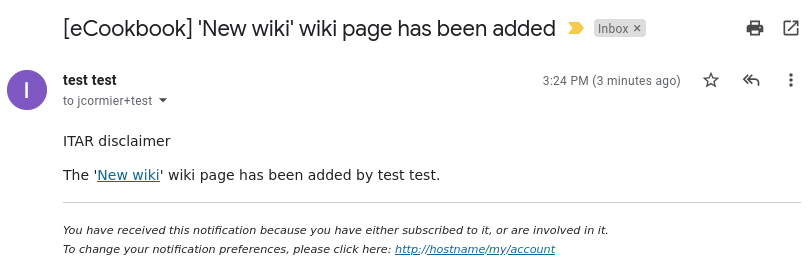 [eCookbook] 'New wiki' wiki page has been added
Inbox ×
I
test test
3:24 PM (3 minutes ago)
to jcormier+test
ITAR disclaimer
The 'New wiki' wiki page has been added by test test.
You have received this notification because you have either subscribed to it, or are involved in it.
To change your notification preferences, please click here: http://hostname/my/account